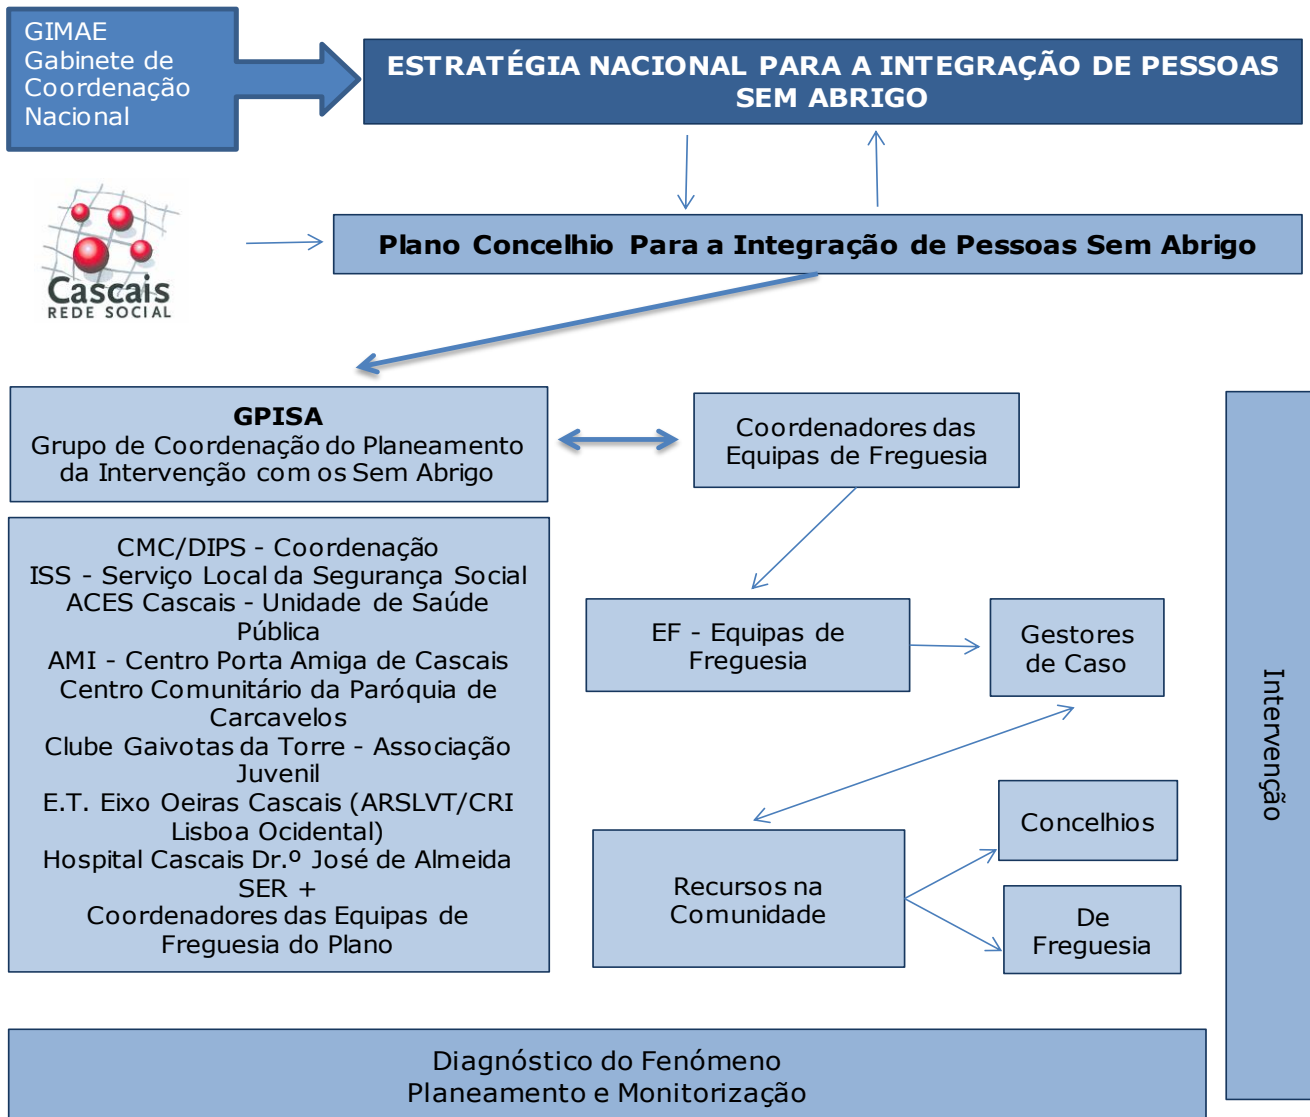 GIMAE
Gabinete de
Coordenação
Nacional
ESTRATÉGIA NACIONAL PARA A INTEGRAÇÃO DE PESSOAS
SEM ABRIGO
Cascais
REDE SOCIAL
Plano Concelhio Para a Integração de Pessoas Sem Abrigo
GPISA
Grupo de Coordenação do Planeamento
da Intervenção com os Sem Abrigo
Coordenadores das
Equipas de Freguesia
CMC/DIPS - Coordenação
ISS - Serviço Local da Segurança Social
ACES Cascais - Unidade de Saúde
Pública
AMI - Centro Porta Amiga de Cascais
Centro Comunitário da Paróquia de
Carcavelos
Clube Gaivotas da Torre - Associação
Juvenil
E.T. Eixo Oeiras Cascais (ARSLVT/CRI
Lisboa Ocidental)
Hospital Cascais Dr.º José de Almeida
SER +
Coordenadores das Equipas de
Freguesia do Plano
EF - Equipas de
Freguesia
Gestores
de Caso
Recursos na
Comunidade
Concelhios
De
Freguesia
Intervenção
Diagnóstico do Fenómeno
Planeamento e Monitorização